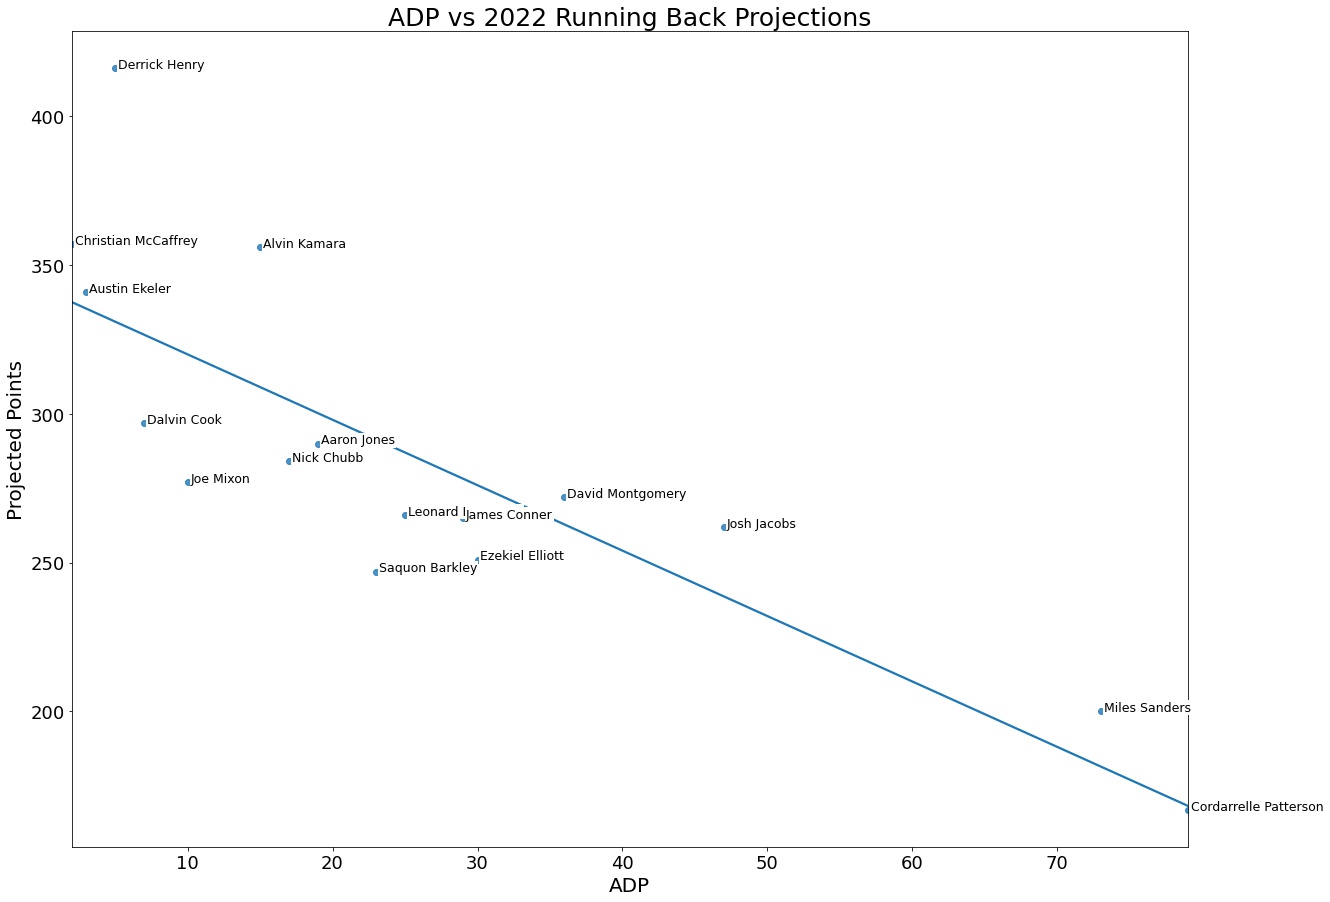 ADP vs 2022 Running Back Projections
Derrick Henry
400
Christian McCaffrey
Alvin Kamara
350
Austin Ekeler
Projected Points
300
Dalvin Cook
Aaron Jones
Nick Chubb
Joe Mixon
David Montgomery
Leonard
James Conner
Josh Jacobs
250
Ezekiel Elliott
Saquon Barkley
200
Miles Sanders
Cordarrelle Patterson
10 20 30 40 50 60 70
ADP